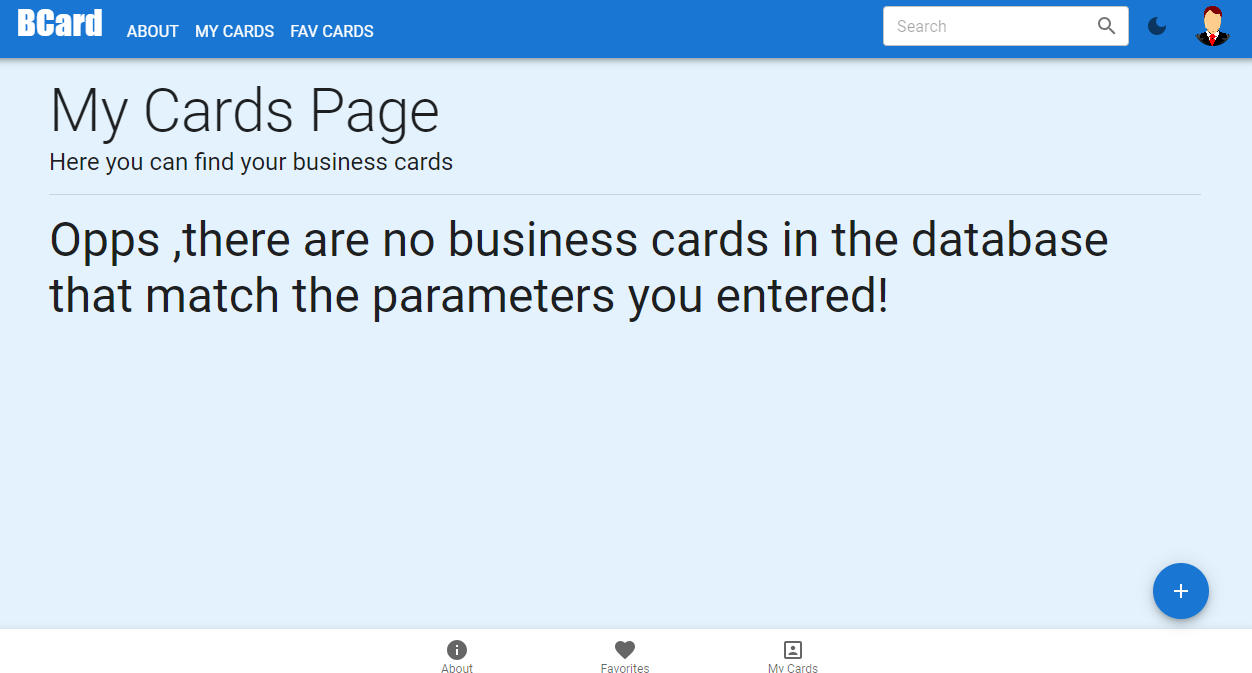 BCard ABOUT MY CARDS FAV CARDS Search
My Cards Page
Here you can find your business cards
Opps ,there are no business cards in the database
that match the parameters you entered!
+
About Favorites My Cards